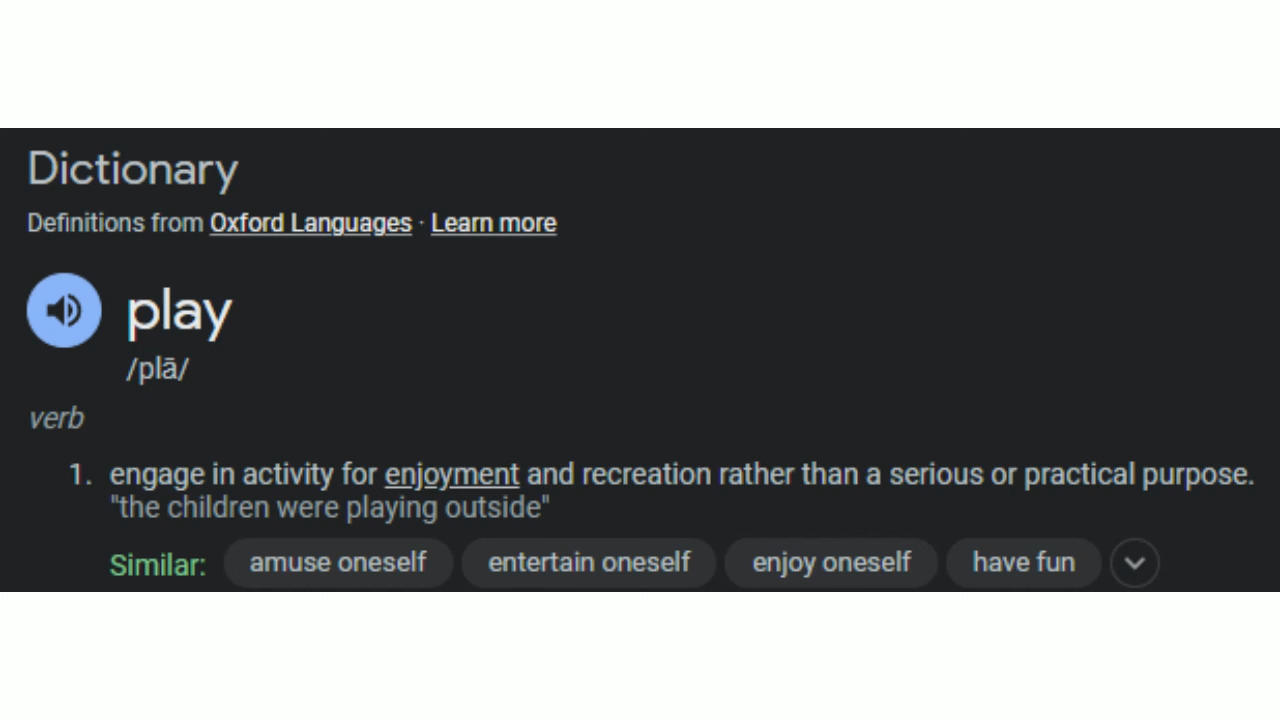 Dictionary
Definitions from Oxford Languages · Learn more
play
/plā/
verb
1. engage in activity for enjoyment and recreation rather than a serious or practical purpose.
"the children were playing outside"
Similar: amuse oneself entertain oneself enjoy oneself have fun